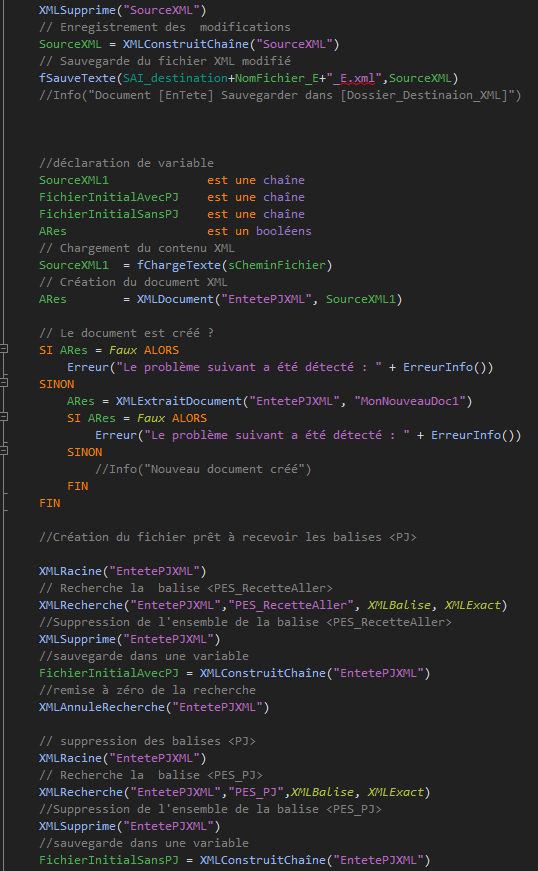 XMLSupprime("SourceXML")
// Enregistrement des  modifications
SourceXML = XMLConstruitChaîne("SourceXML")
// Sauvegarde du fichier XML modifié
fSauveTexte(SAI_destination+NomFichier_E+"_E.xml",SourceXML)
//Info("Document [EnTete] Sauvegarder dans [Dossier_Destinaion_XML]")
//déclaration de variable
SourceXML1 est une chaîne
FichierInitialAvecPJ est une chaîne
FichierInitialSansPJ est une chaîne
ARes est un booléens
// Chargement du contenu XML
SourceXML1  = fChargeTexte(sCheminFichier)
// Création du document XML
ARes = XMLDocument("EntetePJXML", SourceXML1)
// Le document est créé ?
SI ARes = Faux ALORS
Erreur("Le problème suivant a été détecté : " + ErreurInfo())
SINON
ARes = XMLExtraitDocument("EntetePJXML", "MonNouveauDoc1")
SI ARes = Faux ALORS
Erreur("Le problème suivant a été détecté : " + ErreurInfo())
SINON
//Info("Nouveau document créé")
FIN
FIN
//Création du fichier prêt à recevoir les balises <PJ>
XMLRacine("EntetePJXML")
// Recherche la  balise <PES_RecetteAller>
XMLRecherche("EntetePJXML","PES_RecetteAller", XMLBalise, XMLExact)
//Suppression de l'ensemble de la balise <PES_RecetteAller>
XMLSupprime("EntetePJXML")
//sauvegarde dans une variable
FichierInitialAvecPJ = XMLConstruitChaîne("EntetePJXML")
//remise à zéro de la recherche
XMLAnnuleRecherche("EntetePJXML")
// suppression des balises <PJ>
XMLRacine("EntetePJXML")
// Recherche la  balise <PES_PJ>
XMLRecherche("EntetePJXML","PES_PJ",XMLBalise, XMLExact)
//Suppression de l'ensemble de la balise <PES_PJ>
XMLSupprime("EntetePJXML")
//sauvegarde dans une variable
FichierInitialSansPJ = XMLConstruitChaîne("EntetePJXML")